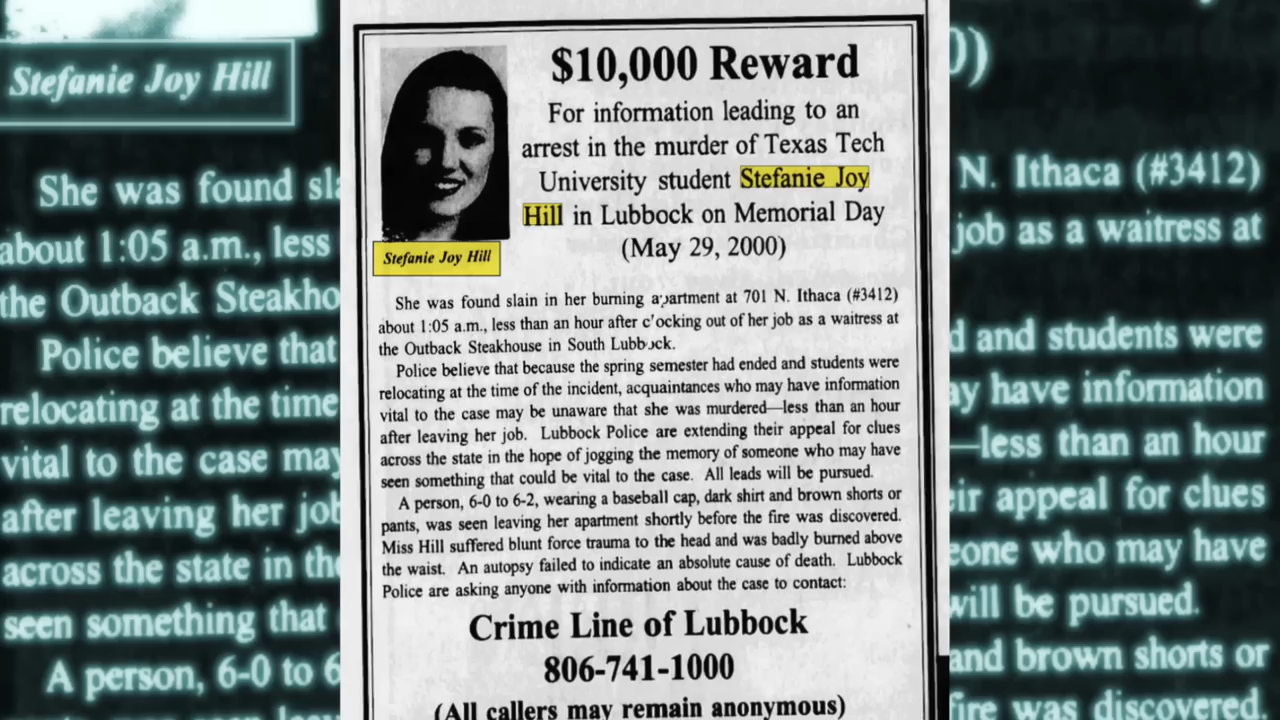 $10,000 Reward
For information leading to an
arrest in the murder of Texas Tech
University student Stefanie Joy
Hill in Lubbock on Memorial Day
(May 29, 2000)
Stefanie Joy Hill
She was found slain in her burning apartment at 701 N. Ithaca (#3412)
about 1:05 a.m., less than an hour after clocking out of her job as a waitress at
the Outback Steakhouse in South Lubbock.
Police believe that because the spring semester had ended and students were
relocating at the time of the incident, acquaintances who may have information
vital to the case may be unaware that she was murdered—less than an hour
after leaving her job. Lubbock Police are extending their appeal for clues
across the state in the hope of jogging the memory of someone who may have
seen something that could be vital to the case. All leads will be pursued.
A person, 6-0 to 6-2, wearing a baseball cap, dark shirt and brown shorts or
pants, was seen leaving her apartment shortly before the fire was discovered.
Miss Hill suffered blunt force trauma to the head and was badly burned above
the waist. An autopsy failed to indicate an absolute cause of death. Lubbock
Police are asking anyone with information about the case to contact:
Crime Line of Lubbock
806-741-1000
(All callers may remain anonymous)
Stefanie Joy Hill
She was found sla
about 1:05 a.m., less
the Outback Steakho
Police believe that
relocating at the time
vital to the case may
after leaving her job
across the state in the
seen something that
A person, 6-0 to 6
0)
N. Ithaca (#3412)
job as a waitress at
d and students were
ay have information
—less than an hour
eir appeal for clues
eone who may have
will be pursued.
and brown shorts or
fire was discovered.